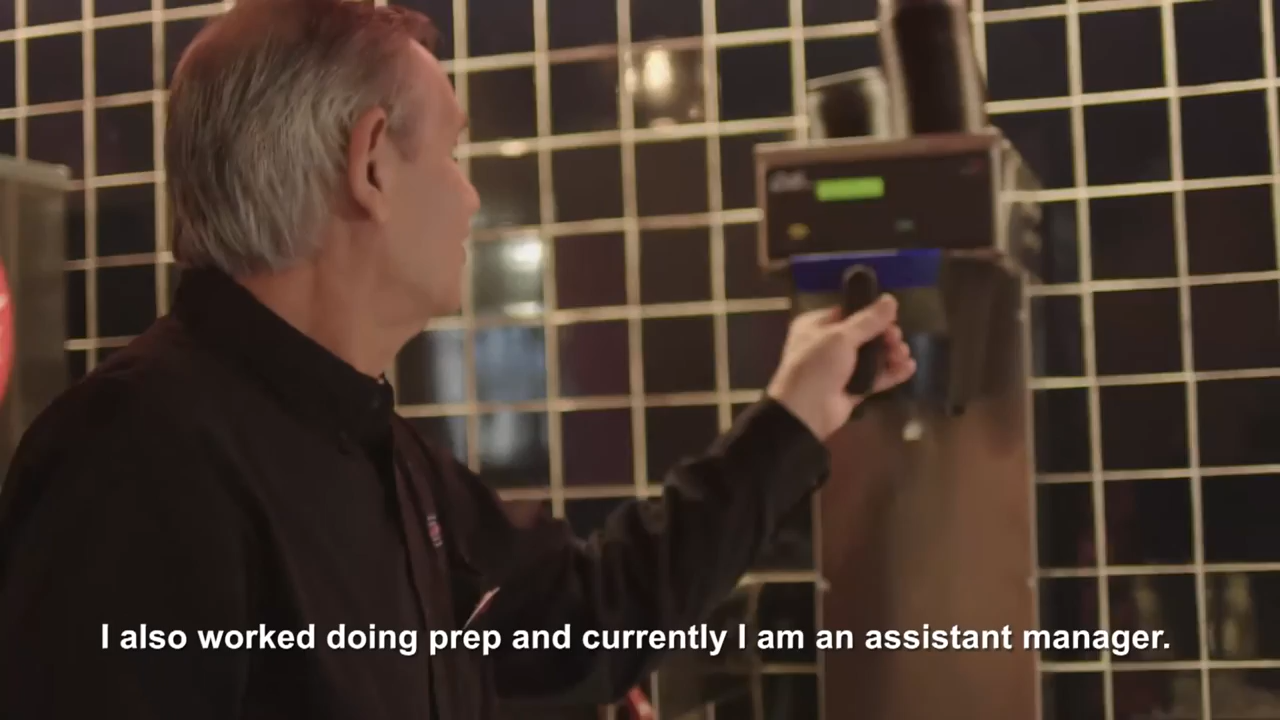 I also worked doing prep and currently I am an assistant manager.